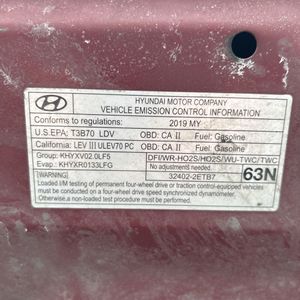 HYUNDAI
HYUNDAI MOTOR COMPANY
VEHICLE EMISSION CONTROL INFORMATION
Conforms to regulations: 2019 MY
U.S.EPA: T3B70 LDV OBD: CA II Fuel: Gasoline
California: LEV III ULEV70 PC OBD: CA II Fuel: Gasoline
Group: KHYXV02.0LF5 DFI/WR-HO2S/HO2S/WU-TWC/TWC
Evap.: KHYXR0133LFG No adjustments needed.
WARNING: 32402-2ETB7 63N
Loaded I/M testing of permanent four-wheel drive or traction control-equipped vehicles
must be done on a four-wheel drive speed synchronized dynamometer.
Otherwise, a non-loaded test procedure must be used.